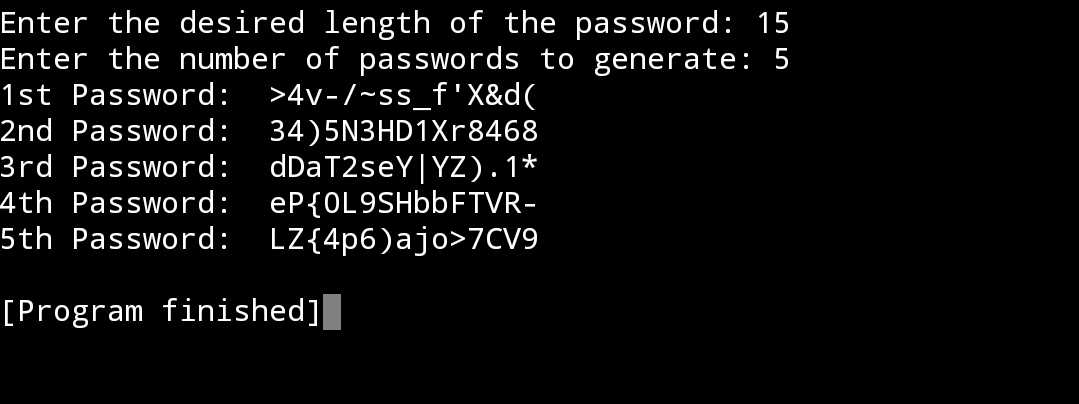 Enter the desired length of the password: 15
Enter the number of passwords to generate: 5
1st Password:  >4v-/~ss_f'X&d(
2nd Password:  34)5N3HD1Xr8468
3rd Password:  dDaT2seY|YZ).1*
4th Password:  eP{0L9SHbbFTVR-
5th Password:  LZ{4p6)ajo>7CV9
[Program finished]